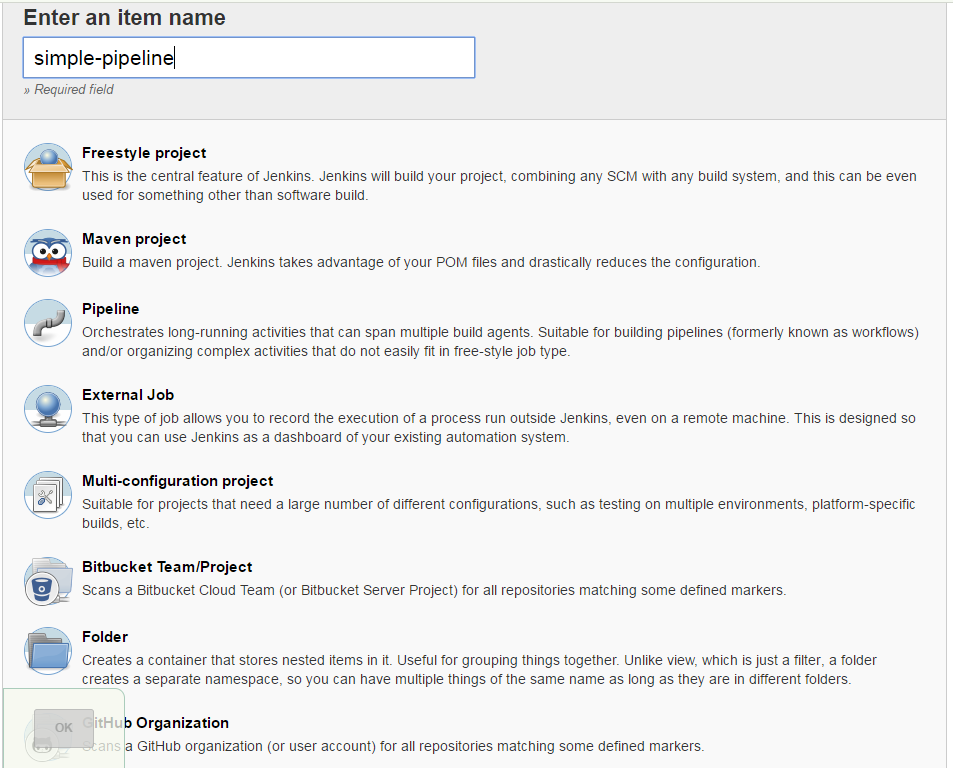 Enter an item name
simple-pipeline
» Required field
Freestyle project
This is the central feature of Jenkins. Jenkins will build your project, combining any SCM with any build system, and this can be even
used for something other than software build.
Maven project
Build a maven project. Jenkins takes advantage of your POM files and drastically reduces the configuration.
Pipeline
Orchestrates long-running activities that can span multiple build agents. Suitable for building pipelines (formerly known as workflows)
and/or organizing complex activities that do not easily fit in free-style job type.
External Job
This type of job allows you to record the execution of a process run outside Jenkins, even on a remote machine. This is designed so
that you can use Jenkins as a dashboard of your existing automation system.
Multi-configuration project
Suitable for projects that need a large number of different configurations, such as testing on multiple environments, platform-specific
builds, etc.
Bitbucket Team/Project
Scans a Bitbucket Cloud Team (or Bitbucket Server Project) for all repositories matching some defined markers.
Folder
Creates a container that stores nested items in it. Useful for grouping things together. Unlike view, which is just a filter, a folder
creates a separate namespace, so you can have multiple things of the same name as long as they are in different folders.
GitHub Organization
Scans a GitHub organization (or user account) for all repositories matching some defined markers.
OK